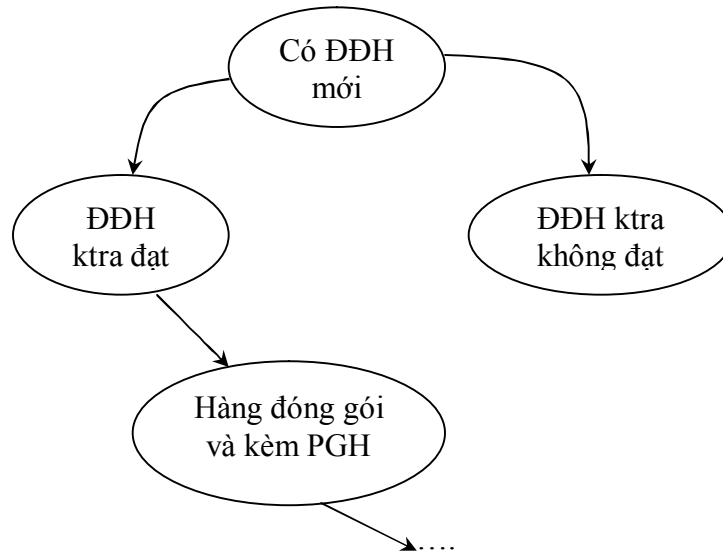 Có ĐĐH
mới
ĐĐH
ktra đạt
ĐĐH ktra
không đạt
Hàng đóng gói
và kèm PGH
....